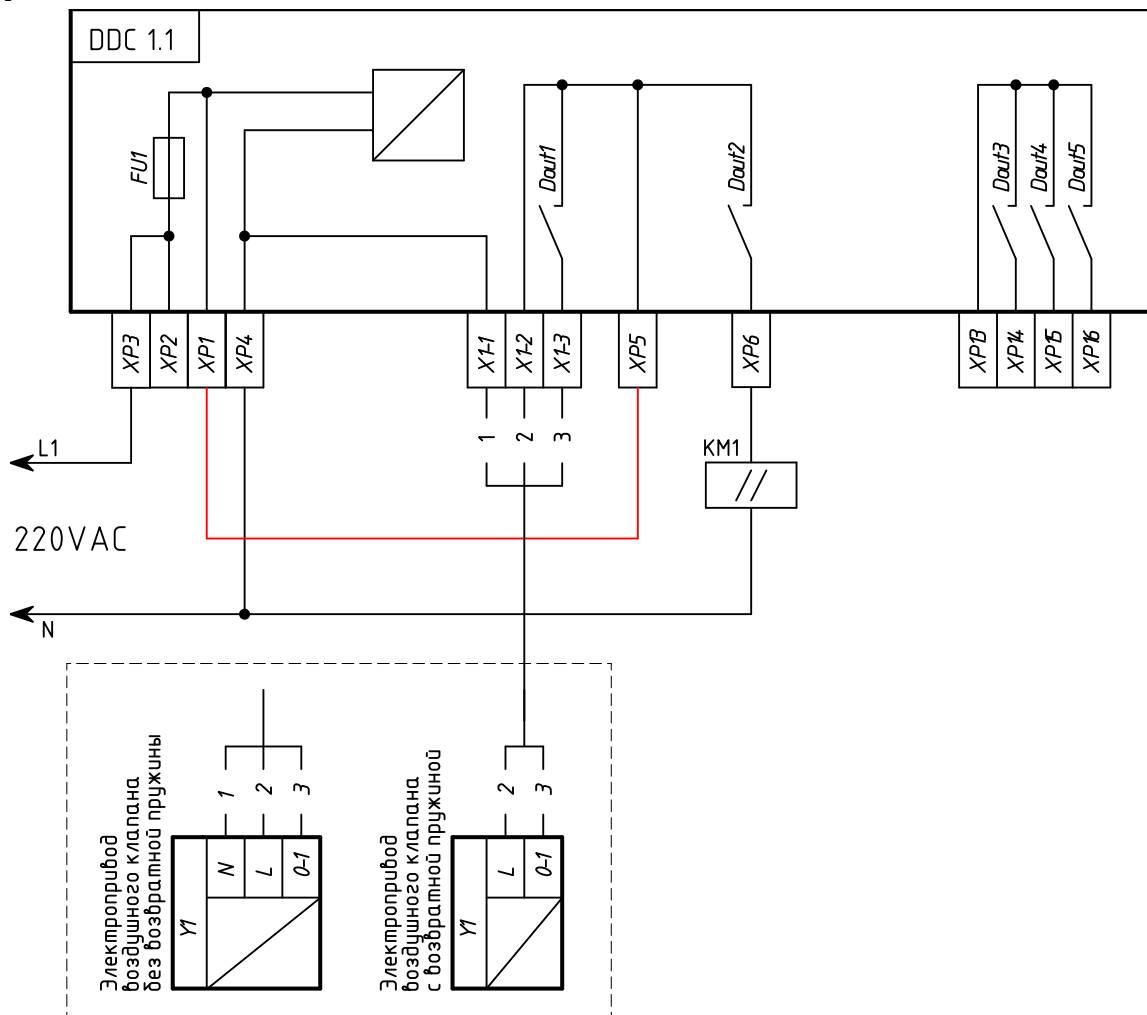 DDC 1.1
FU1
Dout1
Dout2
Dout3
Dout4
Dout5
XP3
XP2
XP1
XP4
X1-1
X1-2
X1-3
XP5
XP6
XP13
XP14
XP15
XP16
1
2
3
L1
KM1
220VAC
N
Электропривод
воздушного клапана
без возвратной пружины
1
2
3
Y1
N
L
0-1
Электропривод
воздушного клапана
с возвратной пружиной
2
3
Y1
L
0-1